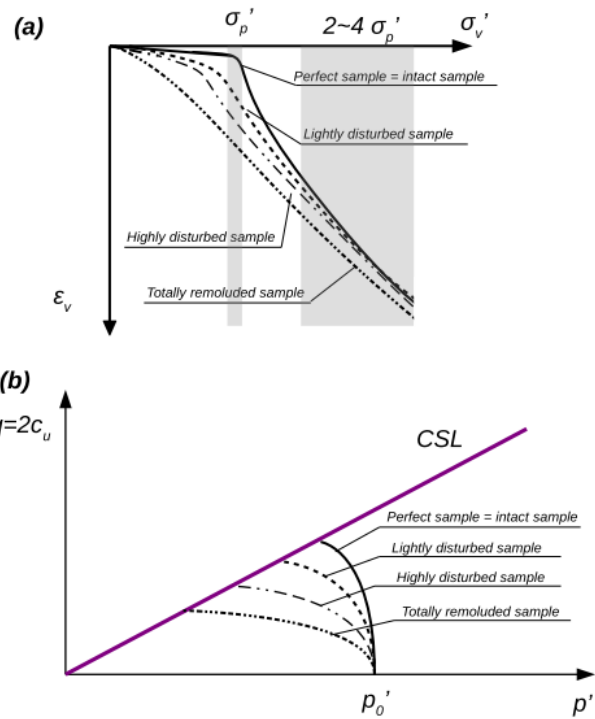 (a)
σp' 2~4 σp' σv'
Perfect sample = intact sample
Lightly disturbed sample
Highly disturbed sample
Totally remoluded sample
εv
(b)
q=2cu
CSL
Perfect sample = intact sample
Lightly disturbed sample
Highly disturbed sample
Totally remoluded sample
p0' p'